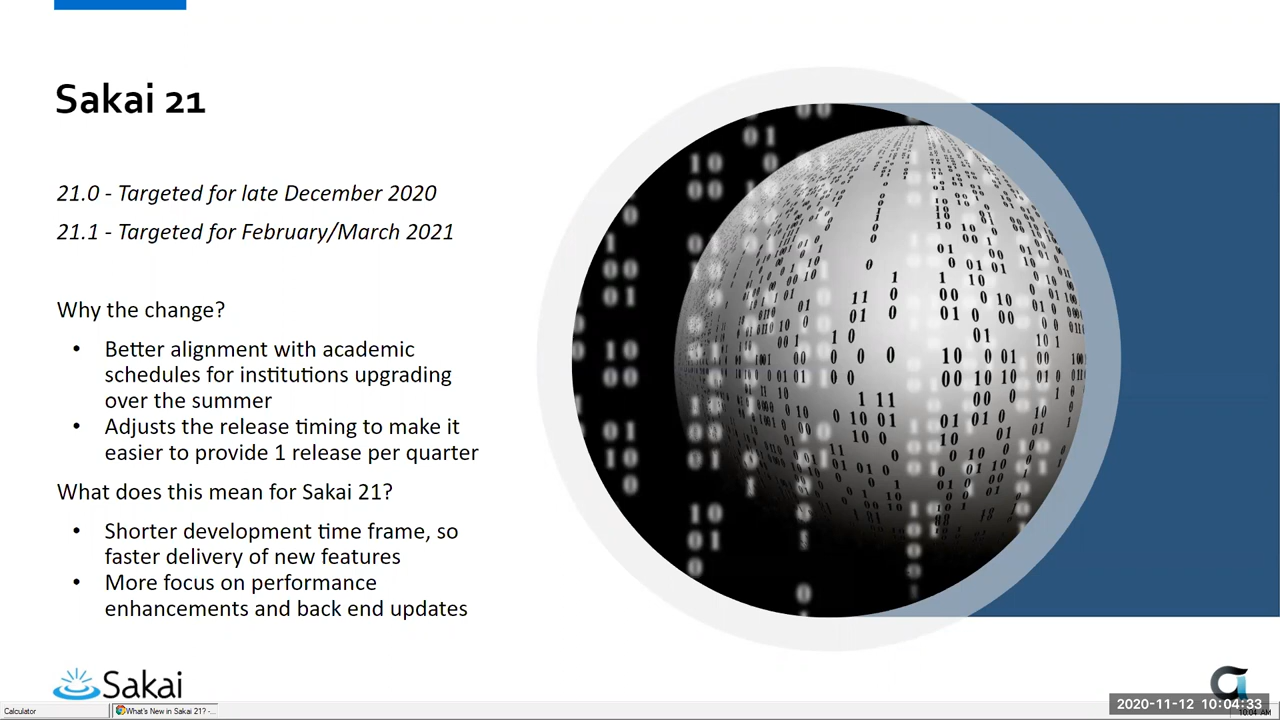 Sakai 21
21.0 - Targeted for late December 2020
21.1 - Targeted for February/March 2021
Why the change?
• Better alignment with academic
schedules for institutions upgrading
over the summer
• Adjusts the release timing to make it
easier to provide 1 release per quarter
What does this mean for Sakai 21?
• Shorter development time frame, so
faster delivery of new features
• More focus on performance
enhancements and back end updates
Sakai
Calculator
What's New in Sakai 21? -...
2020-11-12 10:04:33
10:04 AM